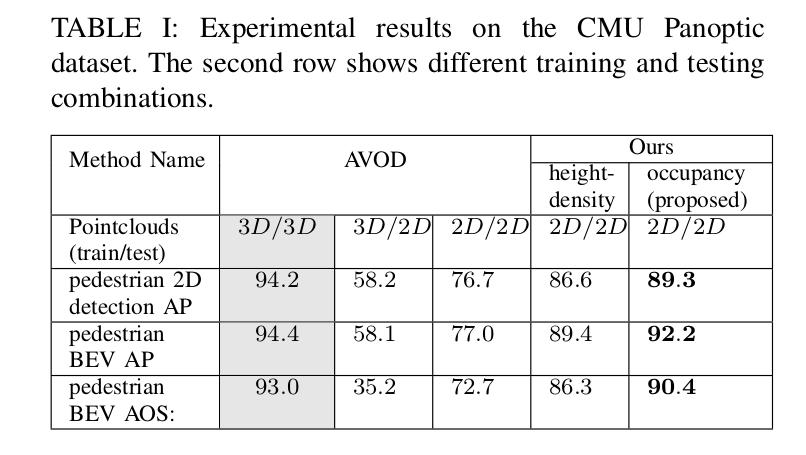 TABLE I: Experimental results on the CMU Panoptic
dataset. The second row shows different training and testing
combinations.
Method Name AVOD Ours
height-
density occupancy
(proposed)
Pointclouds
(train/test) 3D/3D 3D/2D 2D/2D 2D/2D 2D/2D
pedestrian 2D
detection AP 94.2 58.2 76.7 86.6 89.3
pedestrian
BEV AP 94.4 58.1 77.0 89.4 92.2
pedestrian
BEV AOS: 93.0 35.2 72.7 86.3 90.4